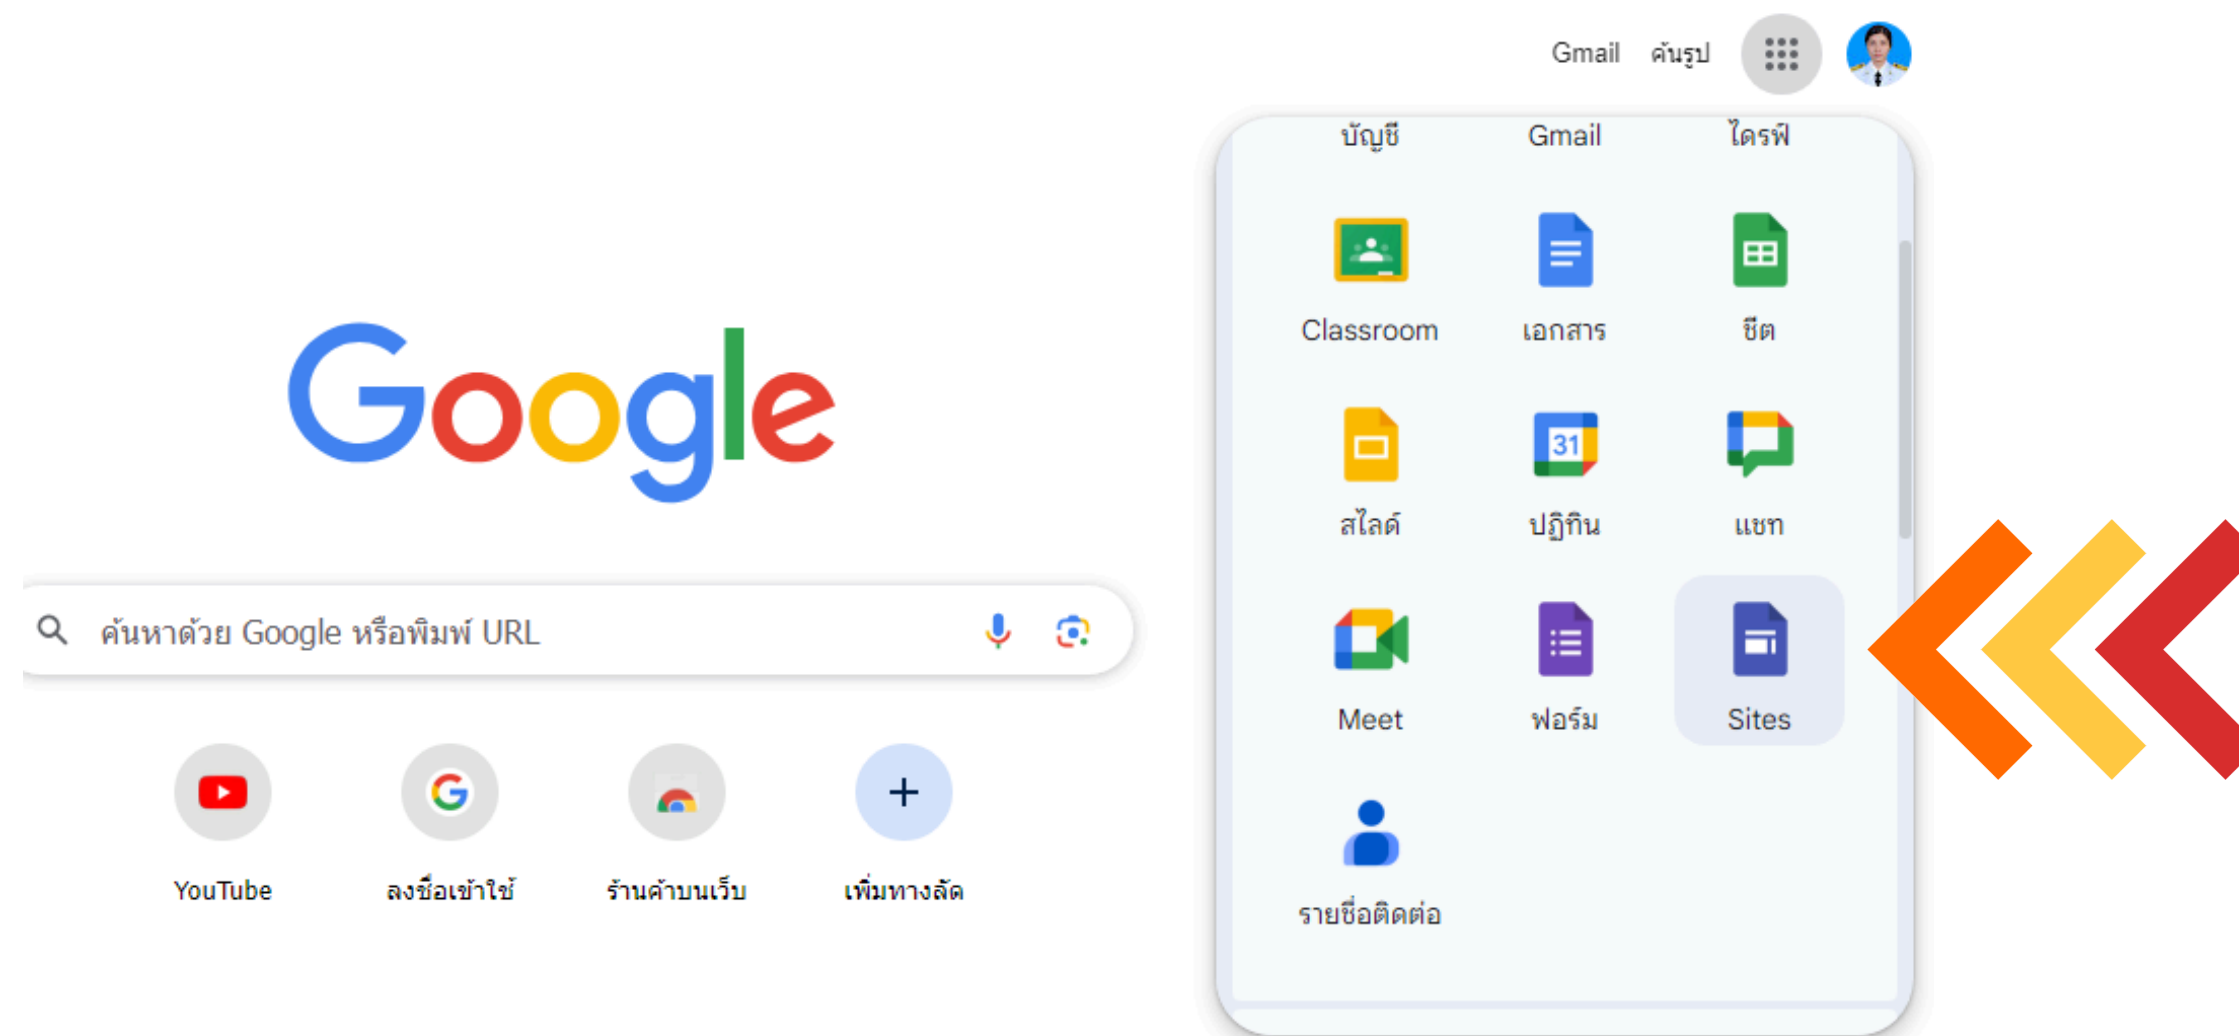 Gmail ค้นรูป
บัญชี Gmail ไดรฟ์
Classroom เอกสาร ชีต
31
สไลด์ ปฏิทิน แชท
Meet ฟอร์ม Sites
รายชื่อติดต่อ
Google
ค้นหาด้วย Google หรือพิมพ์ URL
YouTube ลงชื่อเข้าใช้ ร้านค้าบนเว็บ เพิ่มทางลัด